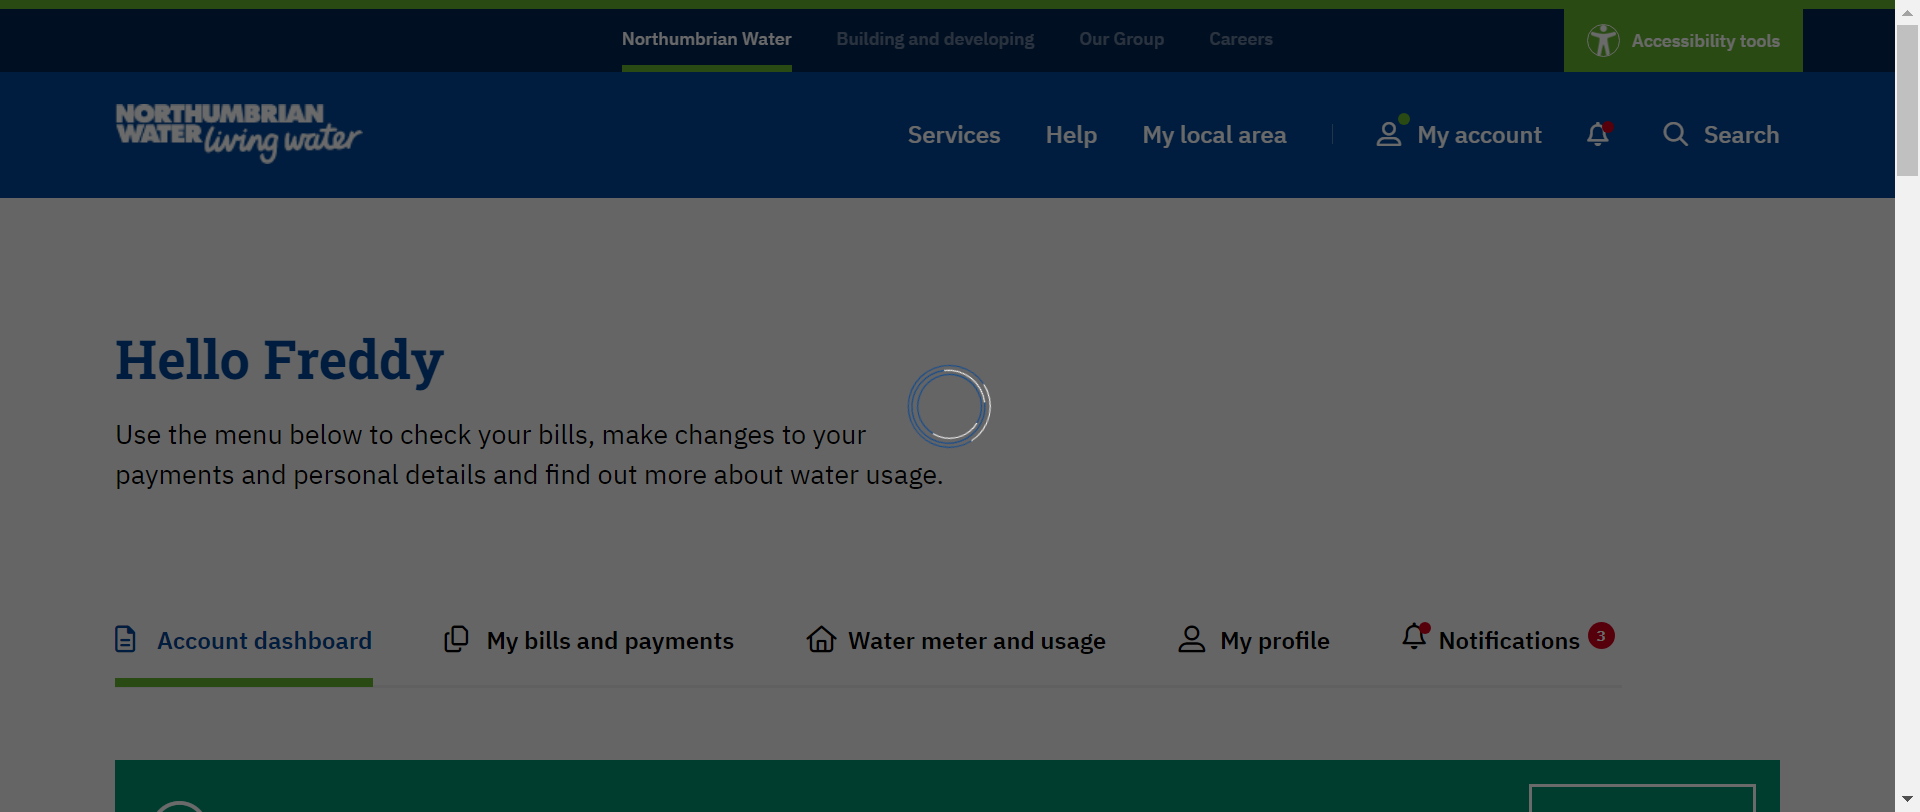 Northumbrian Water
Building and developing
Our Group
Careers
Accessibility tools
NORTHUMBRIAN
WATER living water
Services
Help
My local area
My account
Search
Hello Freddy
Use the menu below to check your bills, make changes to your
payments and personal details and find out more about water usage.
Account dashboard
My bills and payments
Water meter and usage
My profile
Notifications 3